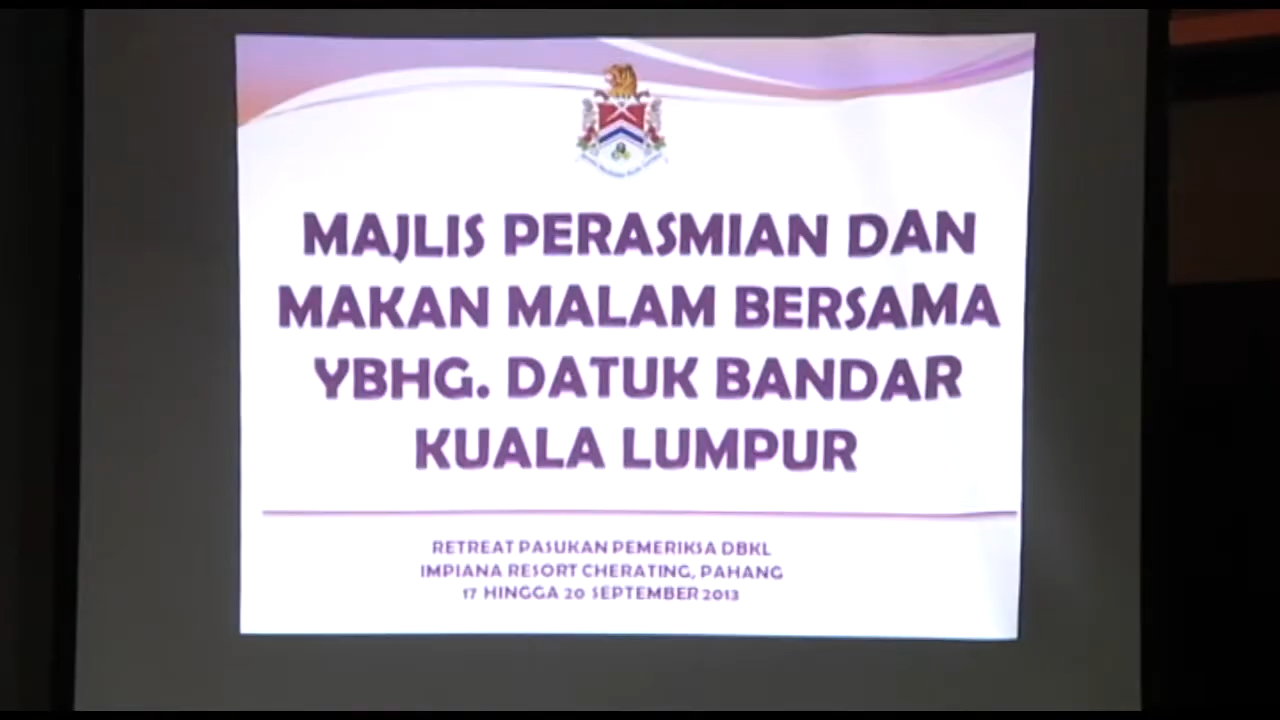 MAJLIS PERASMIAN DAN
MAKAN MALAM BERSAMA
YBHG. DATUK BANDAR
KUALA LUMPUR
RETREAT PASUKAN PEMERIKSA DBKL
IMPIANA RESORT CHERATING, PAHANG
17 HINGGA 20 SEPTEMBER 2013